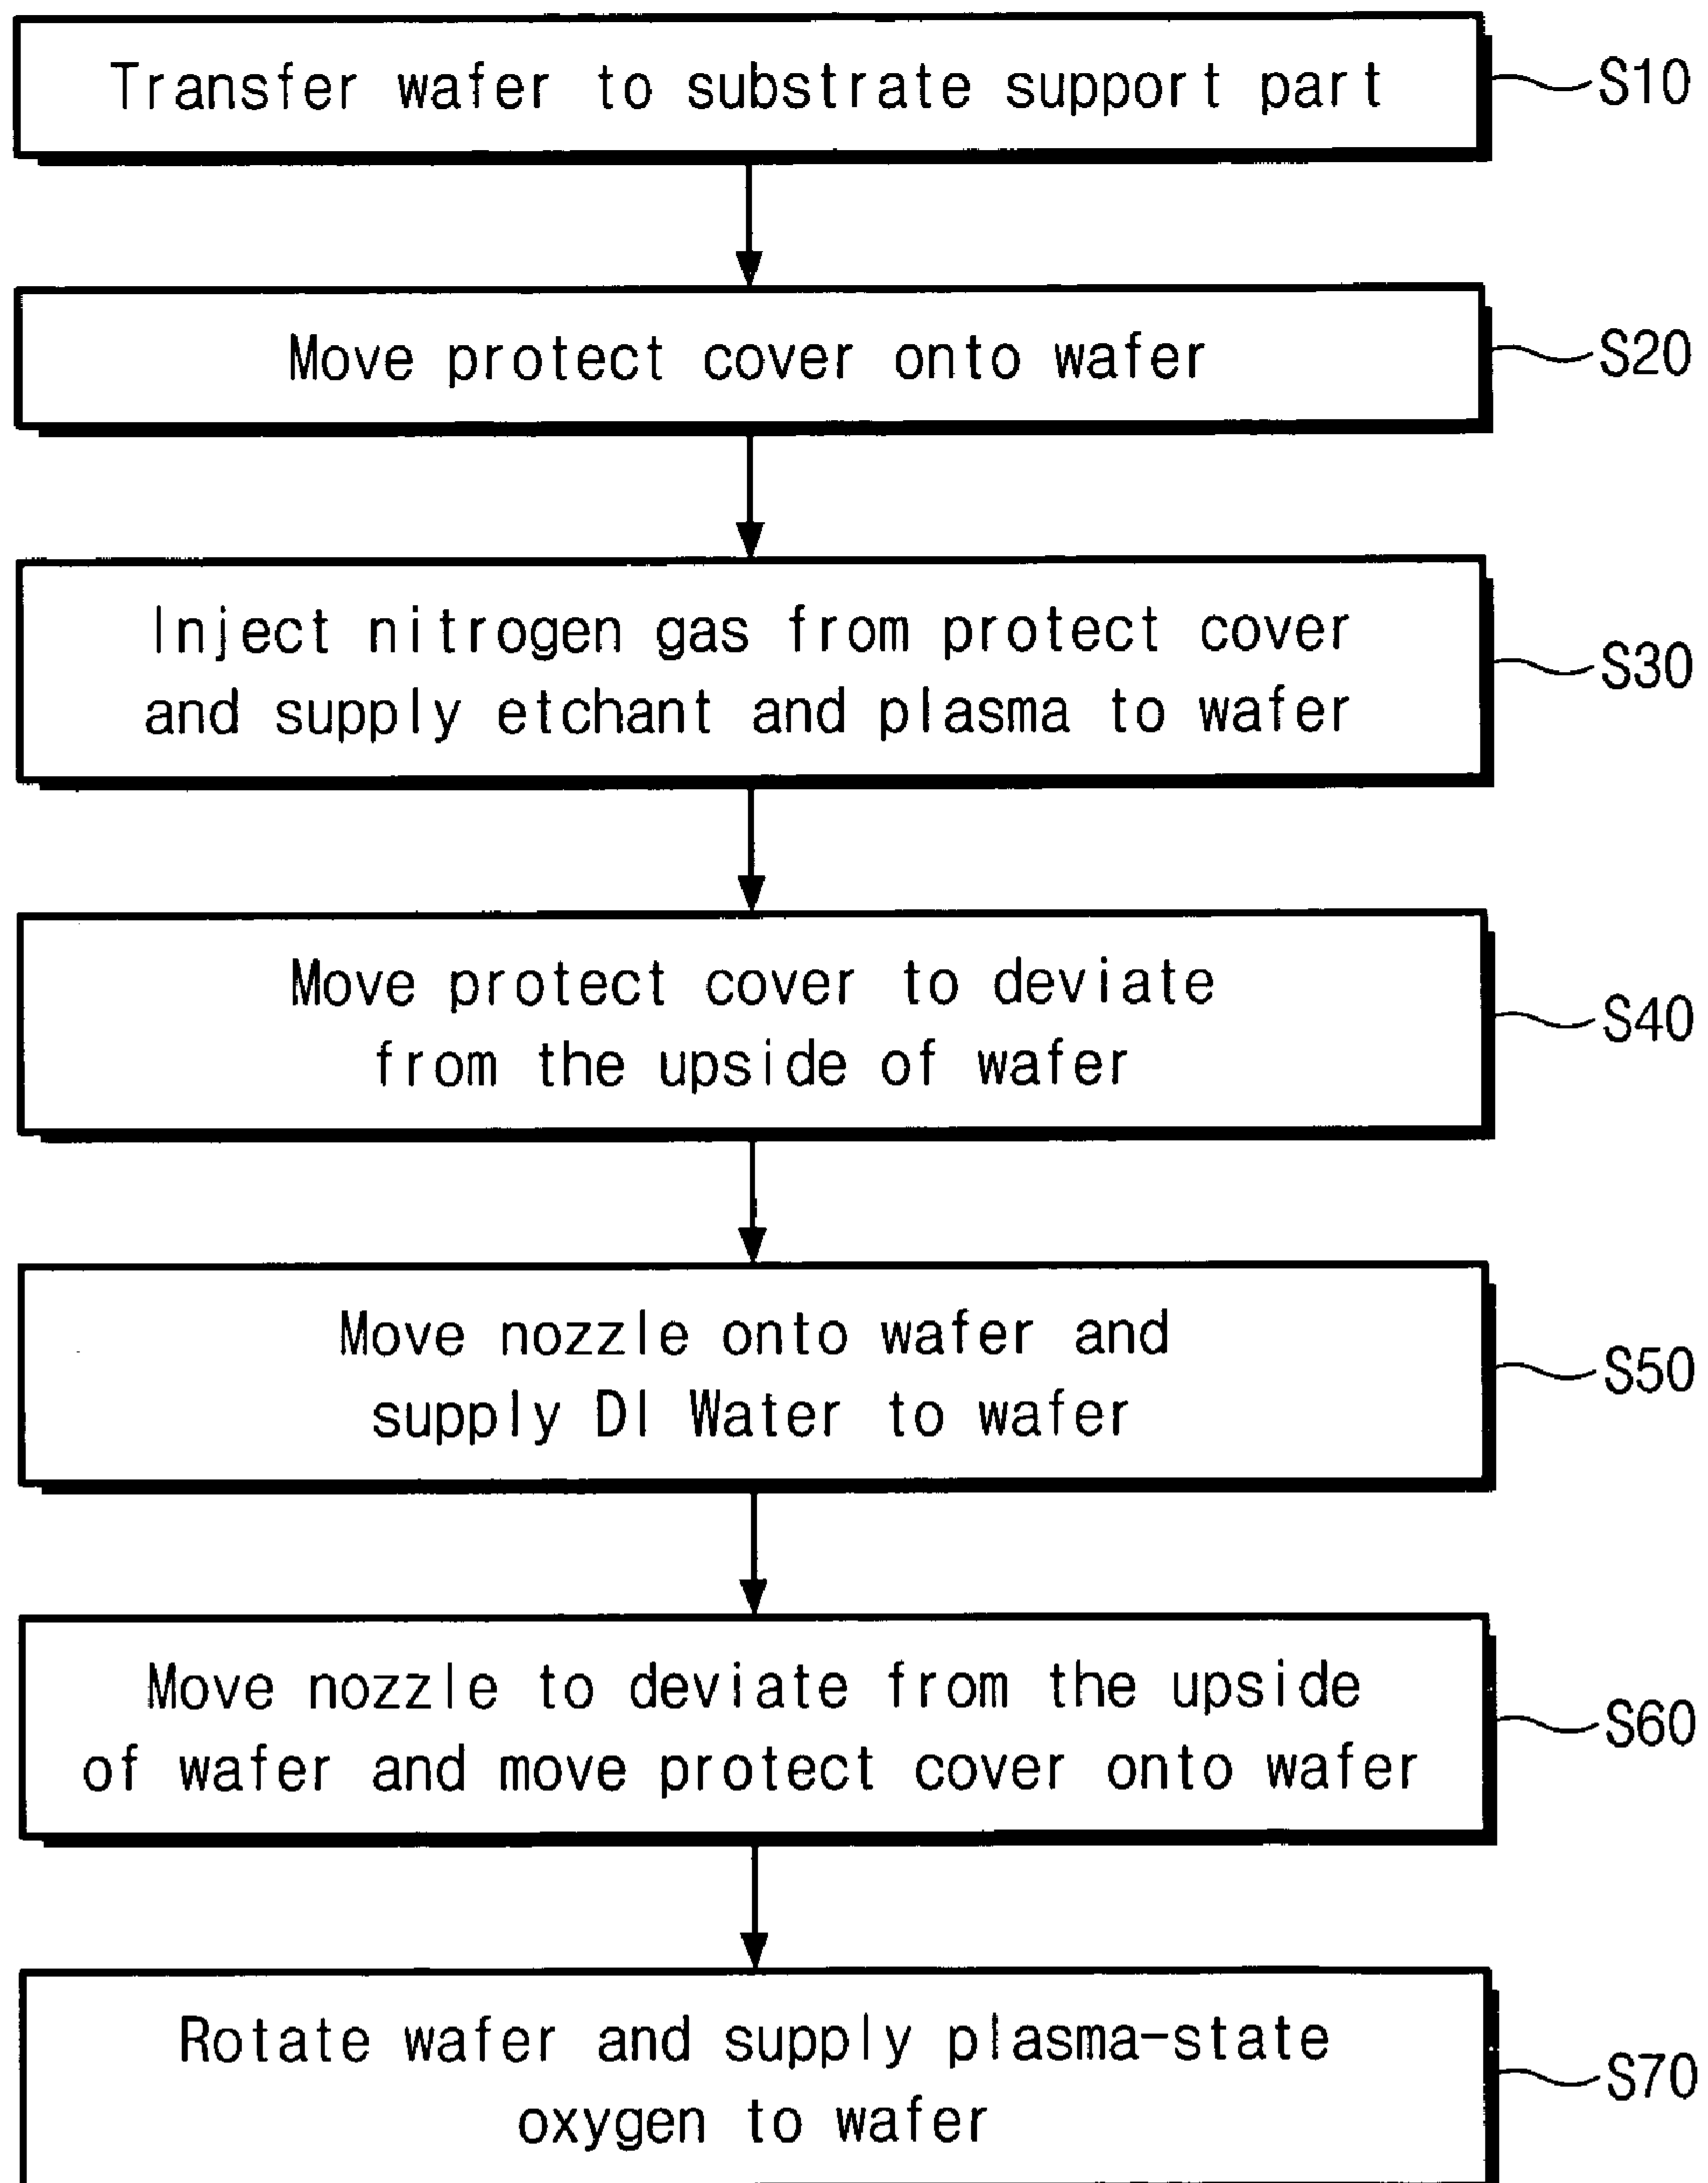 Transfer wafer to substrate support part
S10
Move protect cover onto wafer
S20
Inject nitrogen gas from protect cover
and supply etchant and plasma to wafer
S30
Move protect cover to deviate
from the upside of wafer
S40
Move nozzle onto wafer and
supply DI Water to wafer
S50
Move nozzle to deviate from the upside
of wafer and move protect cover onto wafer
S60
Rotate wafer and supply plasma-state
oxygen to wafer
S70